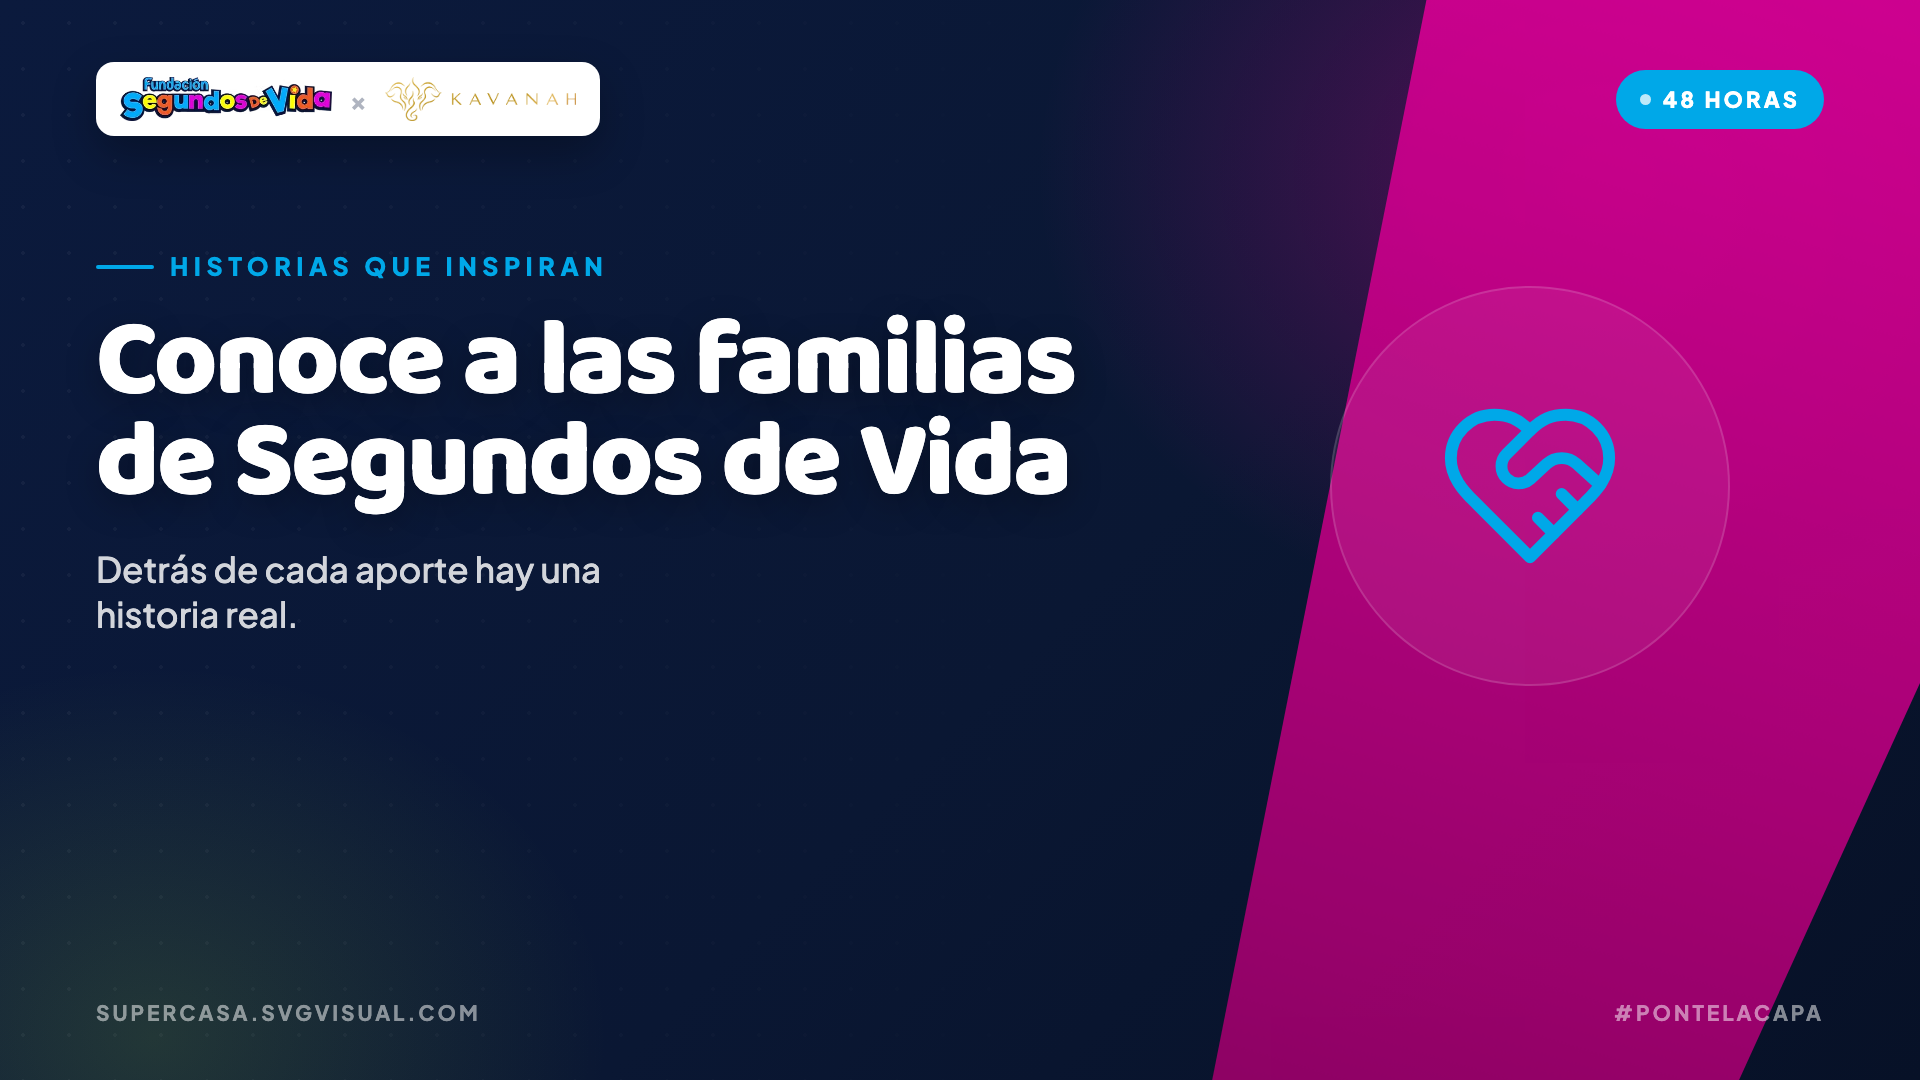 Fundación
Segundos de Vida × KAVANAH
48 HORAS
HISTORIAS QUE INSPIRAN
Conoce a las familias
de Segundos de Vida
Detrás de cada aporte hay una
historia real.
SUPERCASA.SVGVISUAL.COM
#PONTELACAPA